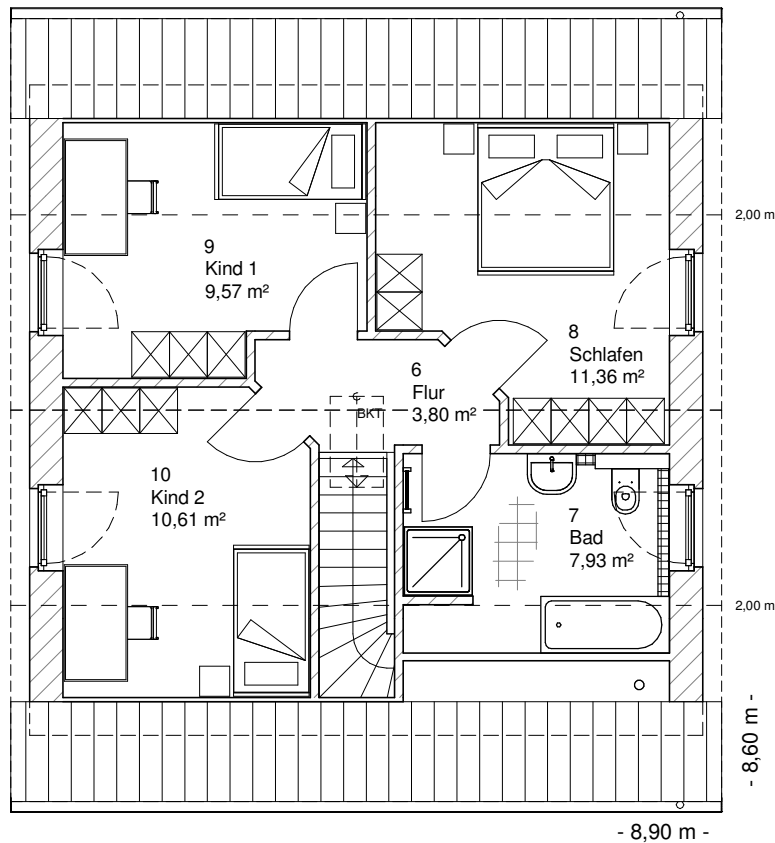 2,00 m
9
Kind 1
9,57 m²
8
Schlafen
11,36 m²
6
Flur
3,80 m²
BKT
10
Kind 2
10,61 m²
7
Bad
7,93 m²
2,00 m
- 8,60 m -
- 8,90 m -